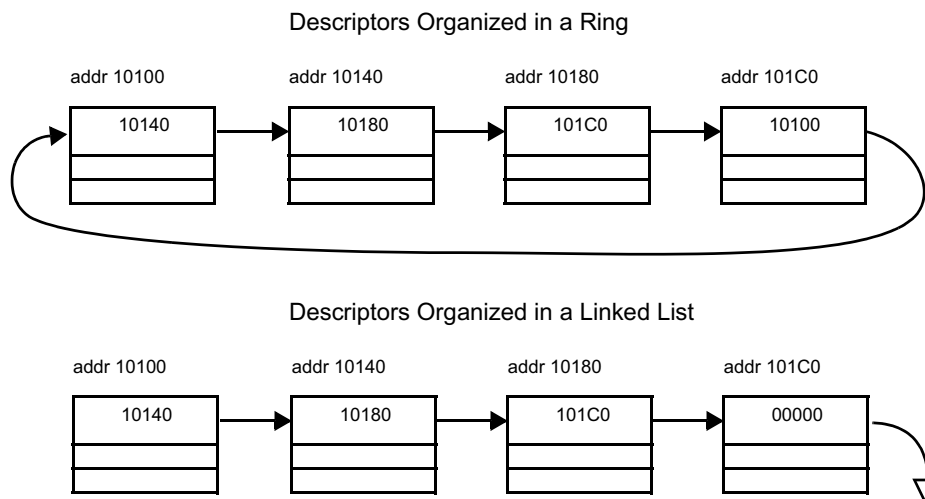 Descriptors Organized in a Ring
addr 10100 addr 10140 addr 10180 addr 101C0
10140 10180 101C0 10100
Descriptors Organized in a Linked List
addr 10100 addr 10140 addr 10180 addr 101C0
10140 10180 101C0 00000